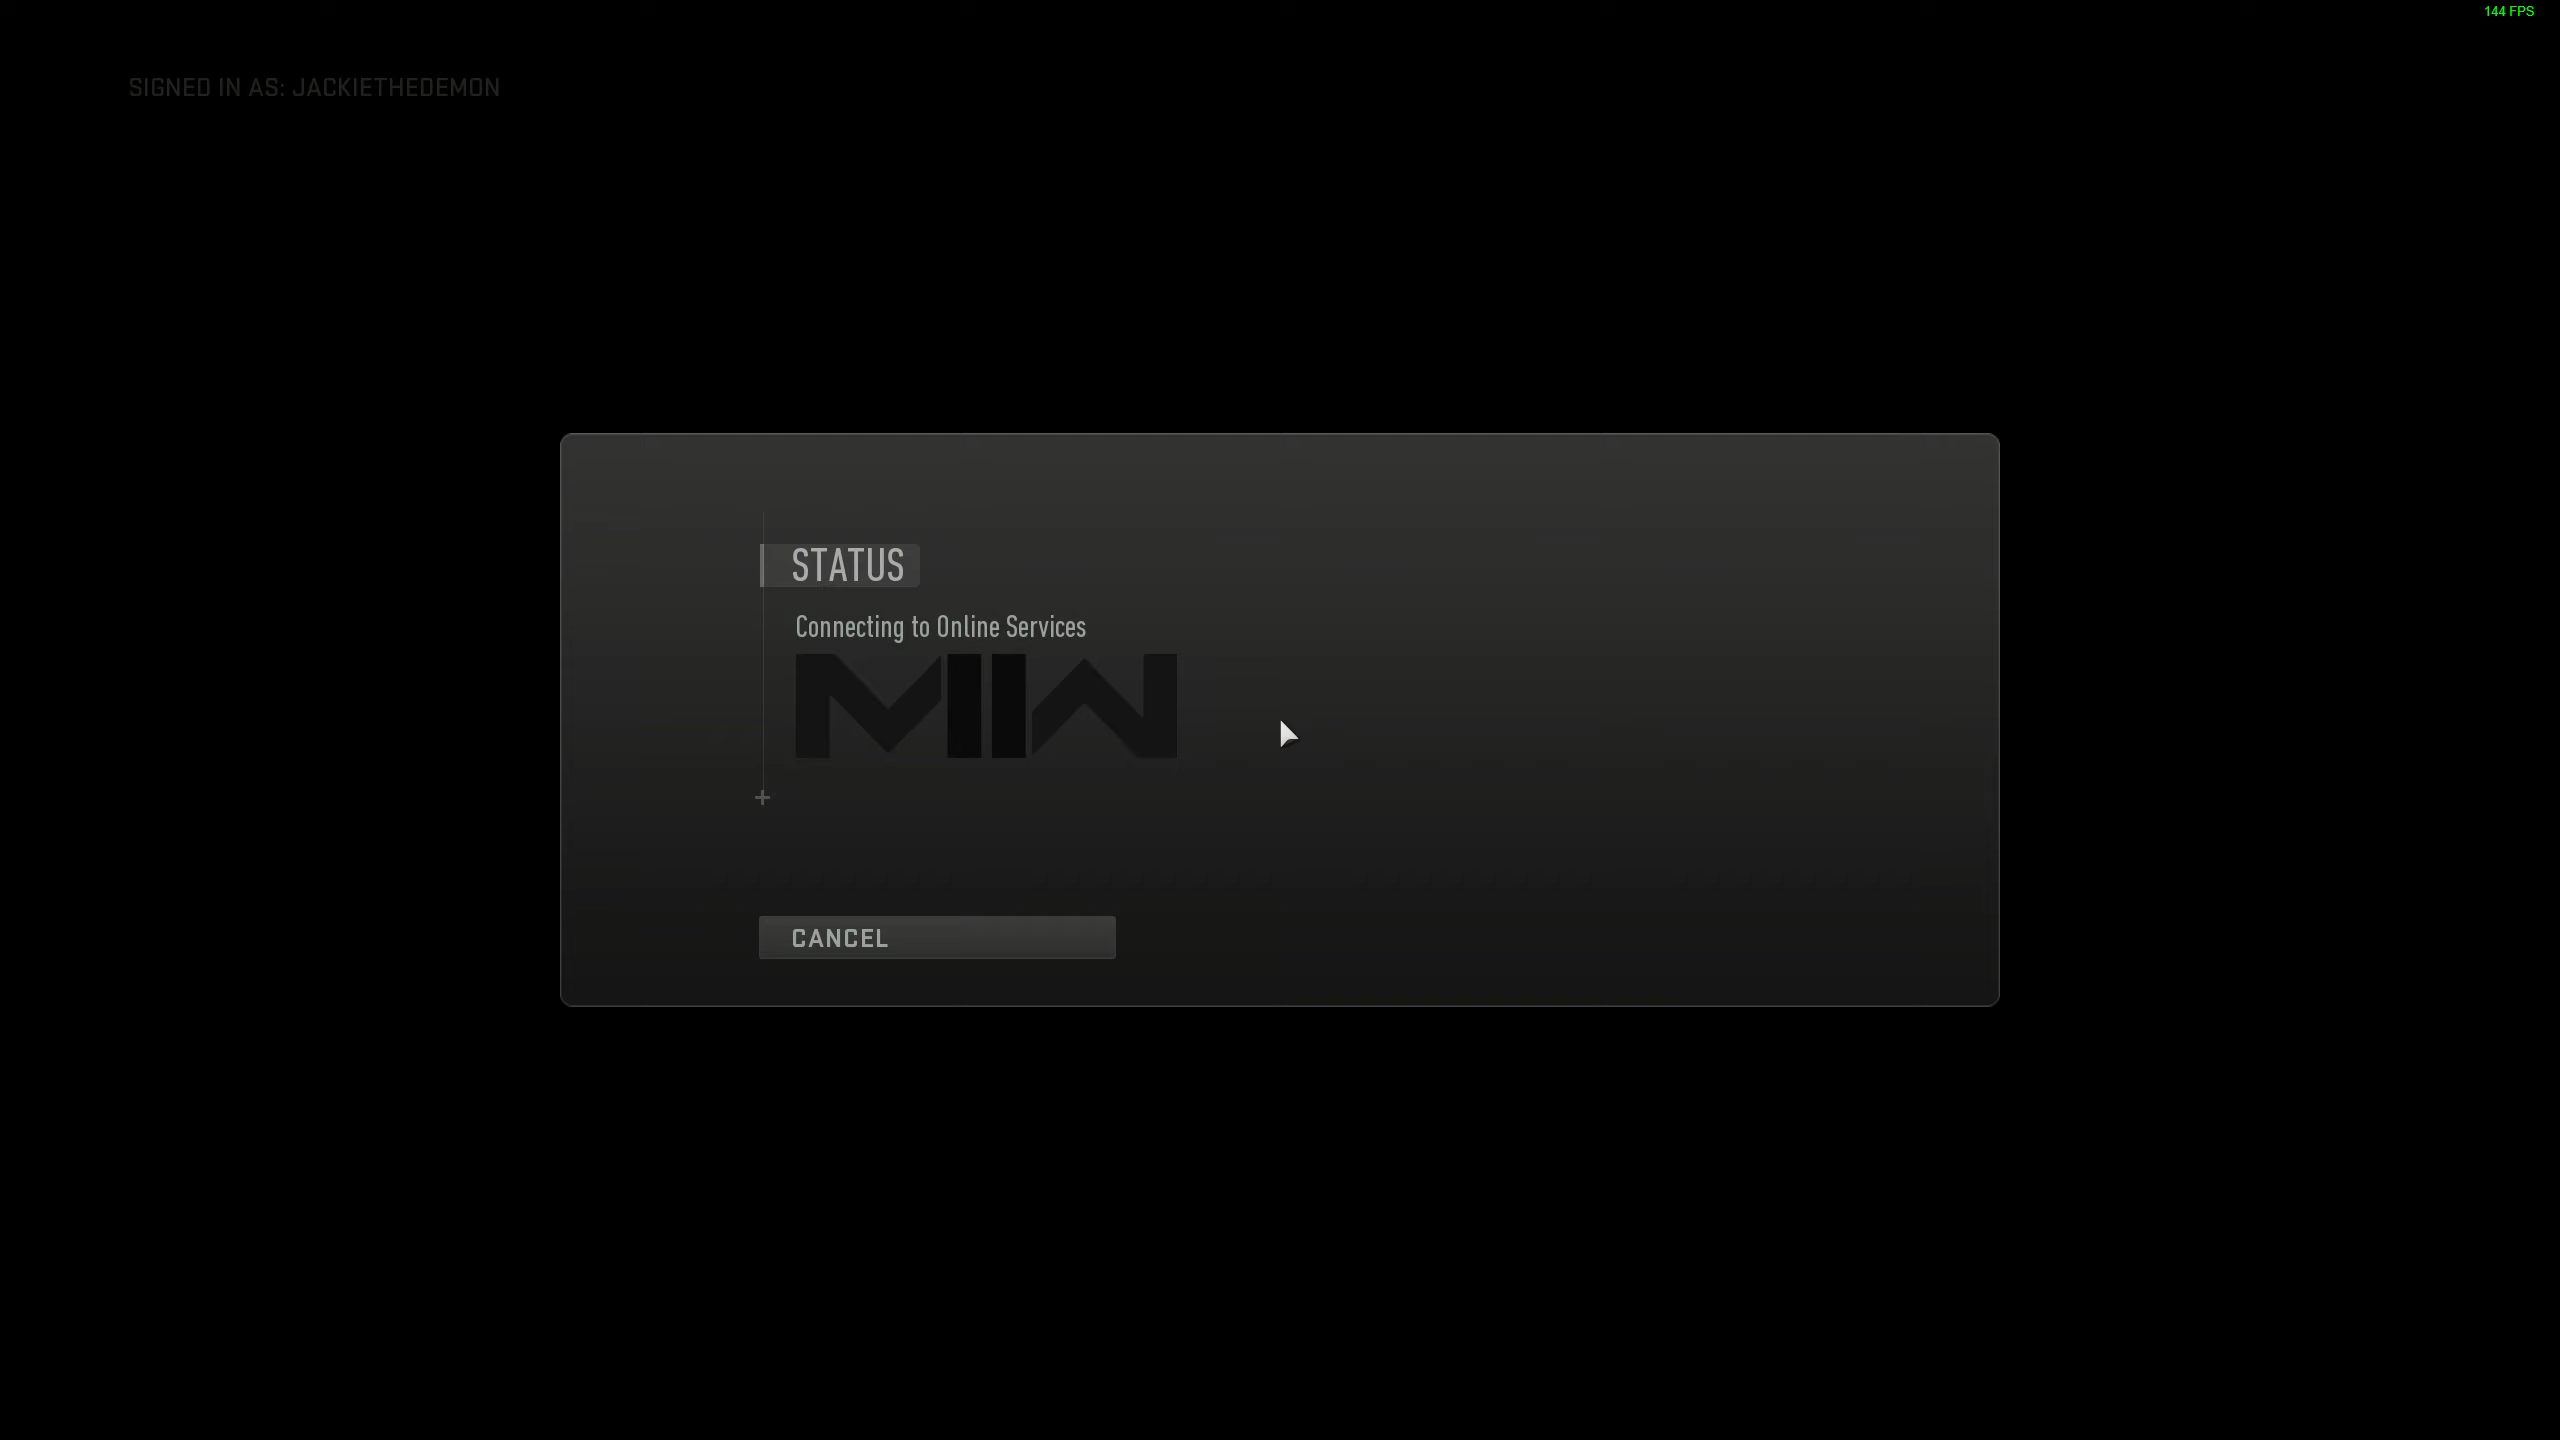 144 FPS
SIGNED IN AS: JACKIETHEDEMON
STATUS
Connecting to Online Services
MIIW
CANCEL